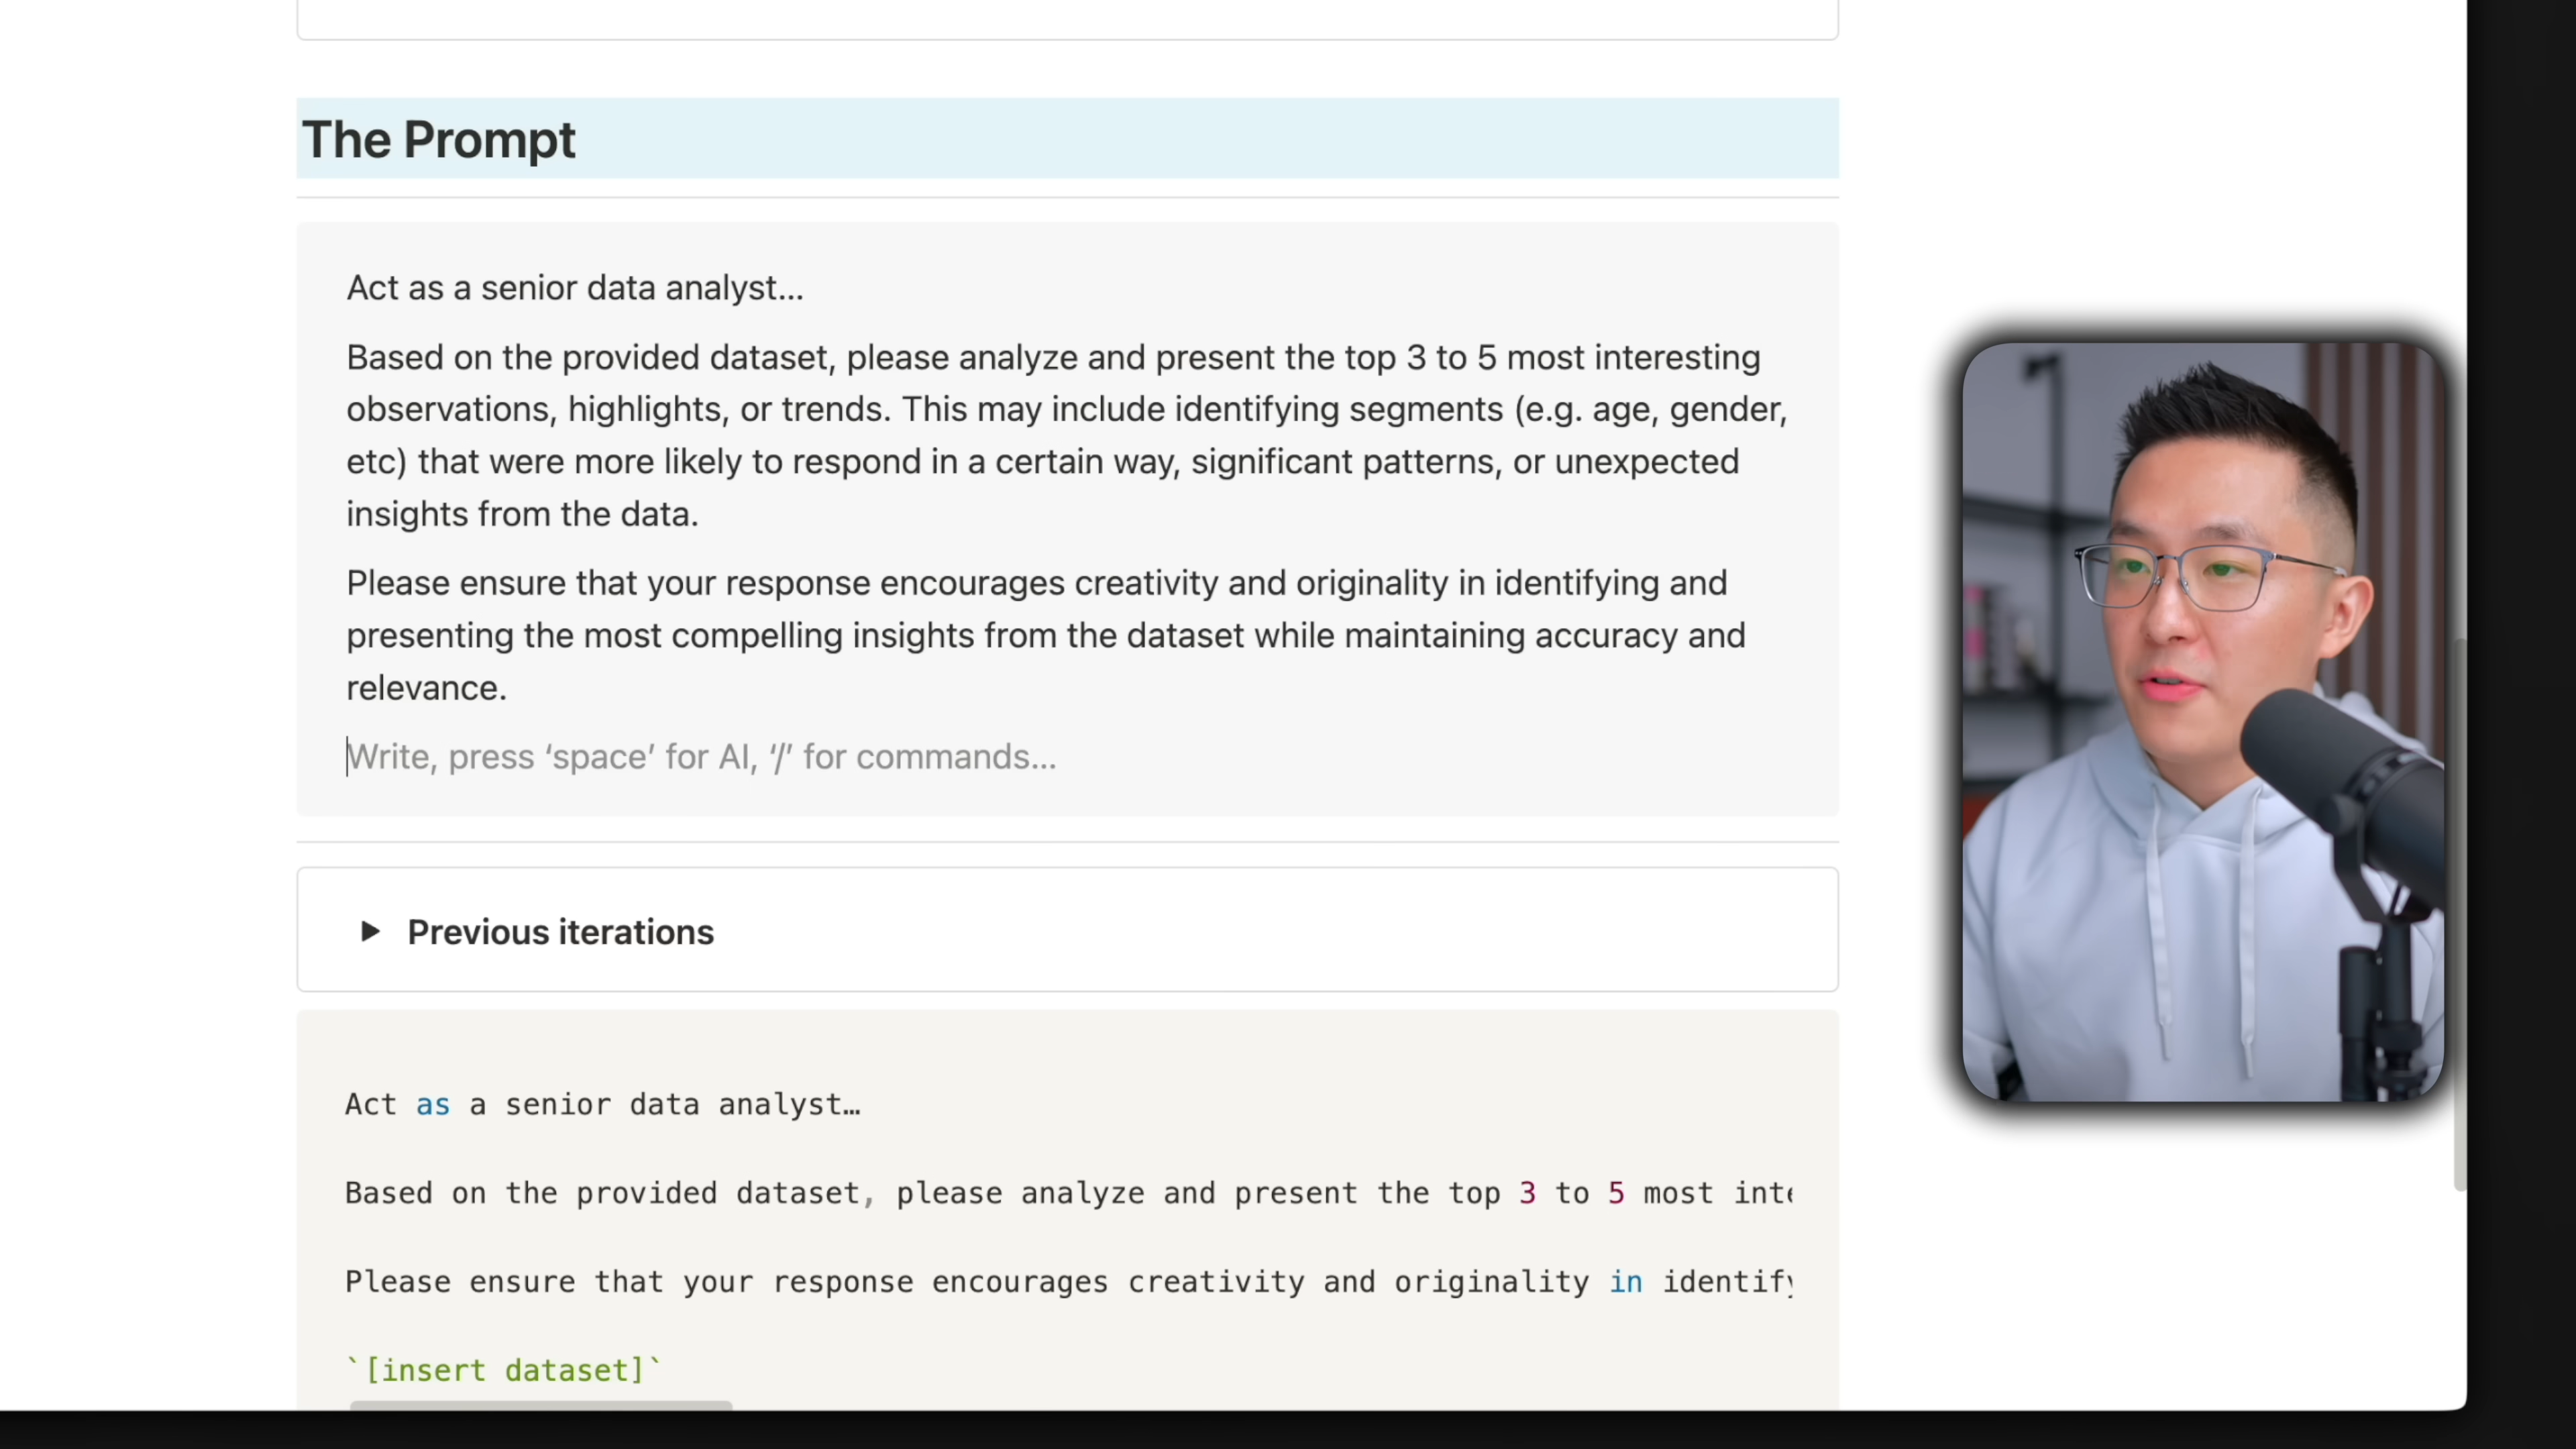 The Prompt
Act as a senior data analyst...
Based on the provided dataset, please analyze and present the top 3 to 5 most interesting
observations, highlights, or trends. This may include identifying segments (e.g. age, gender,
etc) that were more likely to respond in a certain way, significant patterns, or unexpected
insights from the data.
Please ensure that your response encourages creativity and originality in identifying and
presenting the most compelling insights from the dataset while maintaining accuracy and
relevance.
Write, press ‘space’ for AI, ‘/’ for commands...
Previous iterations
Act as a senior data analyst…
Based on the provided dataset, please analyze and present the top 3 to 5 most
Please ensure that your response encourages creativity and originality in
`[insert dataset]`